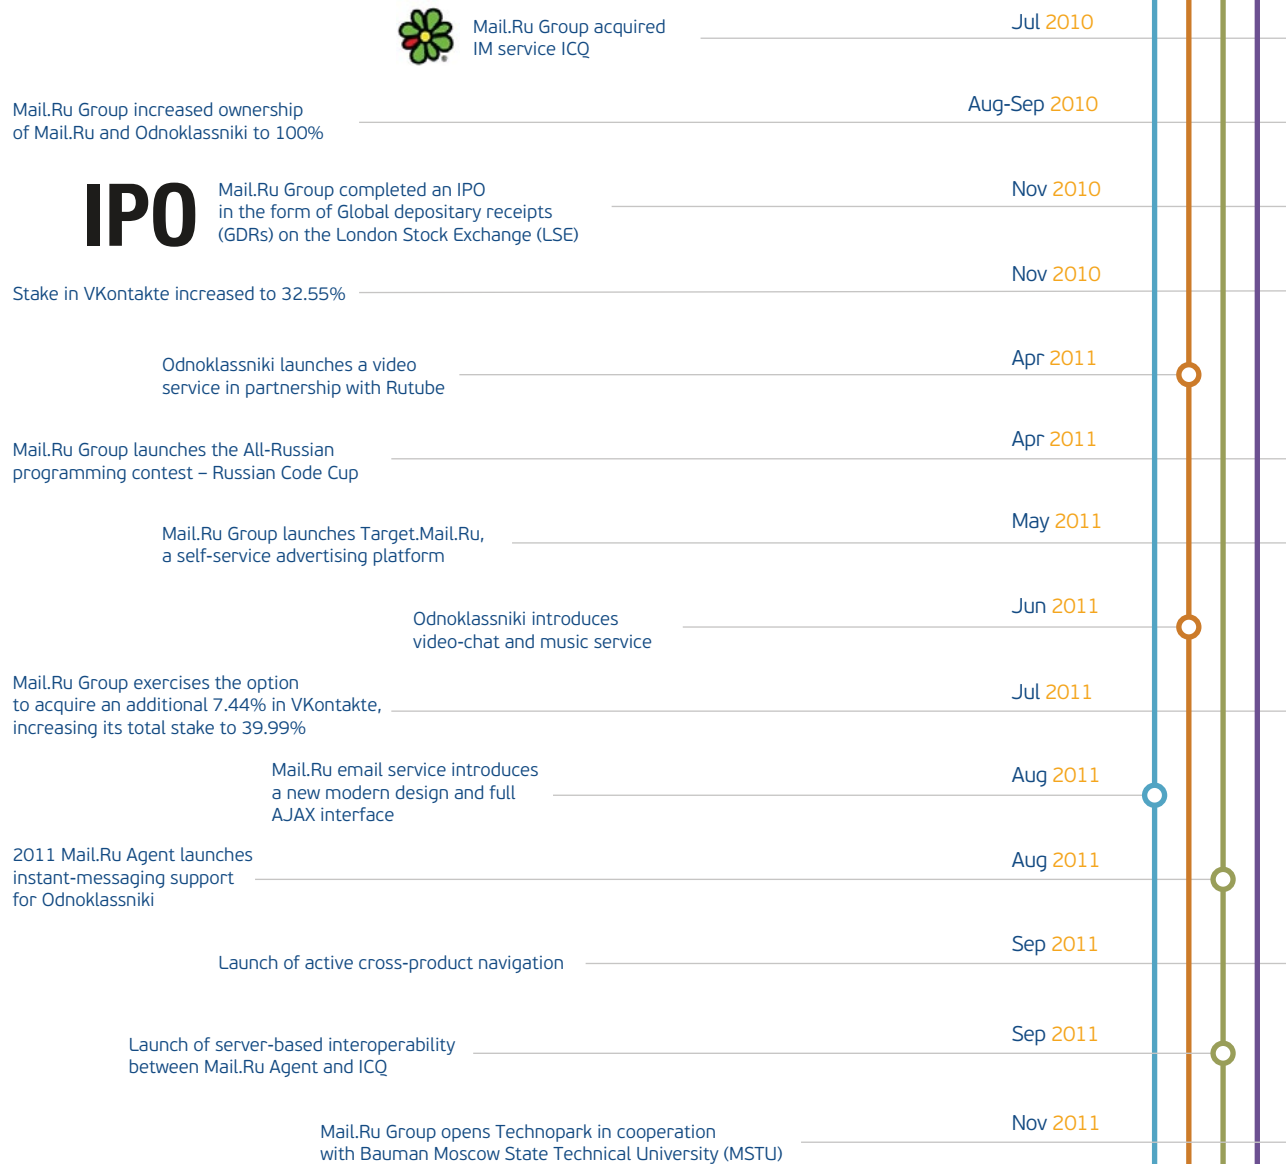 Mail.Ru Group acquired
IM service ICQ
Jul 2010
Mail.Ru Group increased ownership
of Mail.Ru and Odnoklassniki to 100%
Aug-Sep 2010
IPO
Mail.Ru Group completed an IPO
in the form of Global depositary receipts
(GDRs) on the London Stock Exchange (LSE)
Nov 2010
Stake in VKontakte increased to 32.55%
Nov 2010
Odnoklassniki launches a video
service in partnership with Rutube
Apr 2011
Mail.Ru Group launches the All-Russian
programming contest – Russian Code Cup
Apr 2011
Mail.Ru Group launches Target.Mail.Ru,
a self-service advertising platform
May 2011
Odnoklassniki introduces
video-chat and music service
Jun 2011
Mail.Ru Group exercises the option
to acquire an additional 7.44% in VKontakte,
increasing its total stake to 39.99%
Jul 2011
Mail.Ru email service introduces
a new modern design and full
AJAX interface
Aug 2011
2011 Mail.Ru Agent launches
instant-messaging support
for Odnoklassniki
Aug 2011
Launch of active cross-product navigation
Sep 2011
Launch of server-based interoperability
between Mail.Ru Agent and ICQ
Sep 2011
Mail.Ru Group opens Technopark in cooperation
with Bauman Moscow State Technical University (MSTU)
Nov 2011